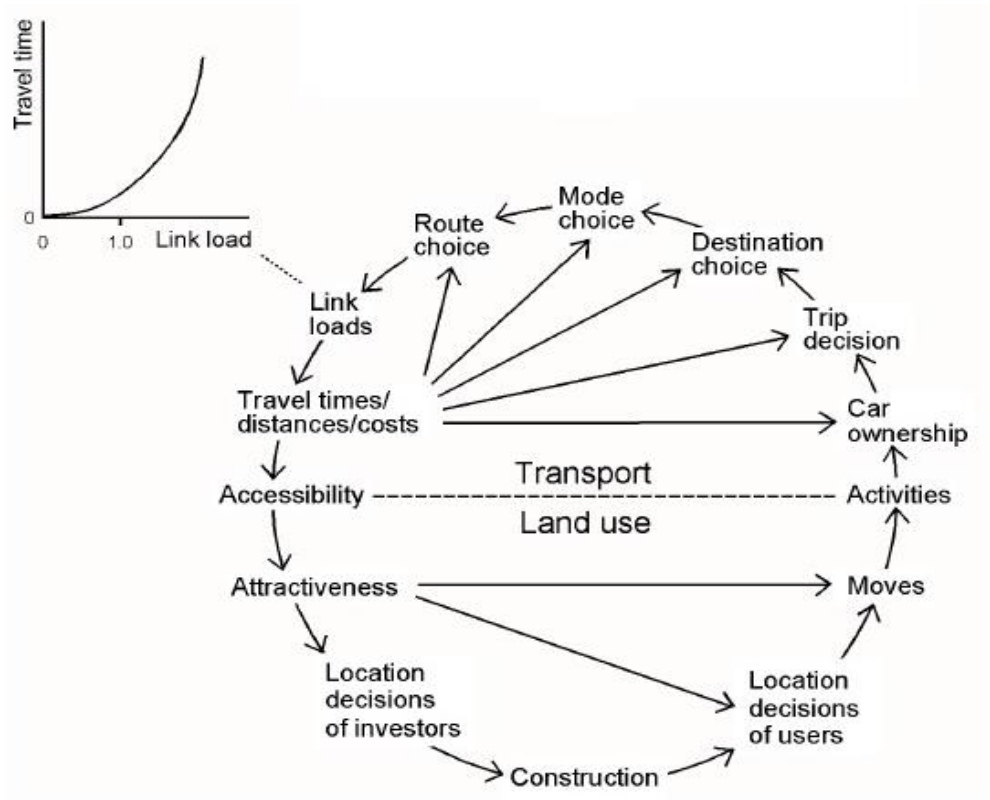 Travel time
0
0
1.0
Link load
Mode
choice
Route
choice
Destination
choice
Link
loads
Trip
decision
Travel times/
distances/costs
Car
ownership
Transport
Accessibility
Activities
Land use
Attractiveness
Moves
Location
decisions
of investors
Location
decisions
of users
Construction